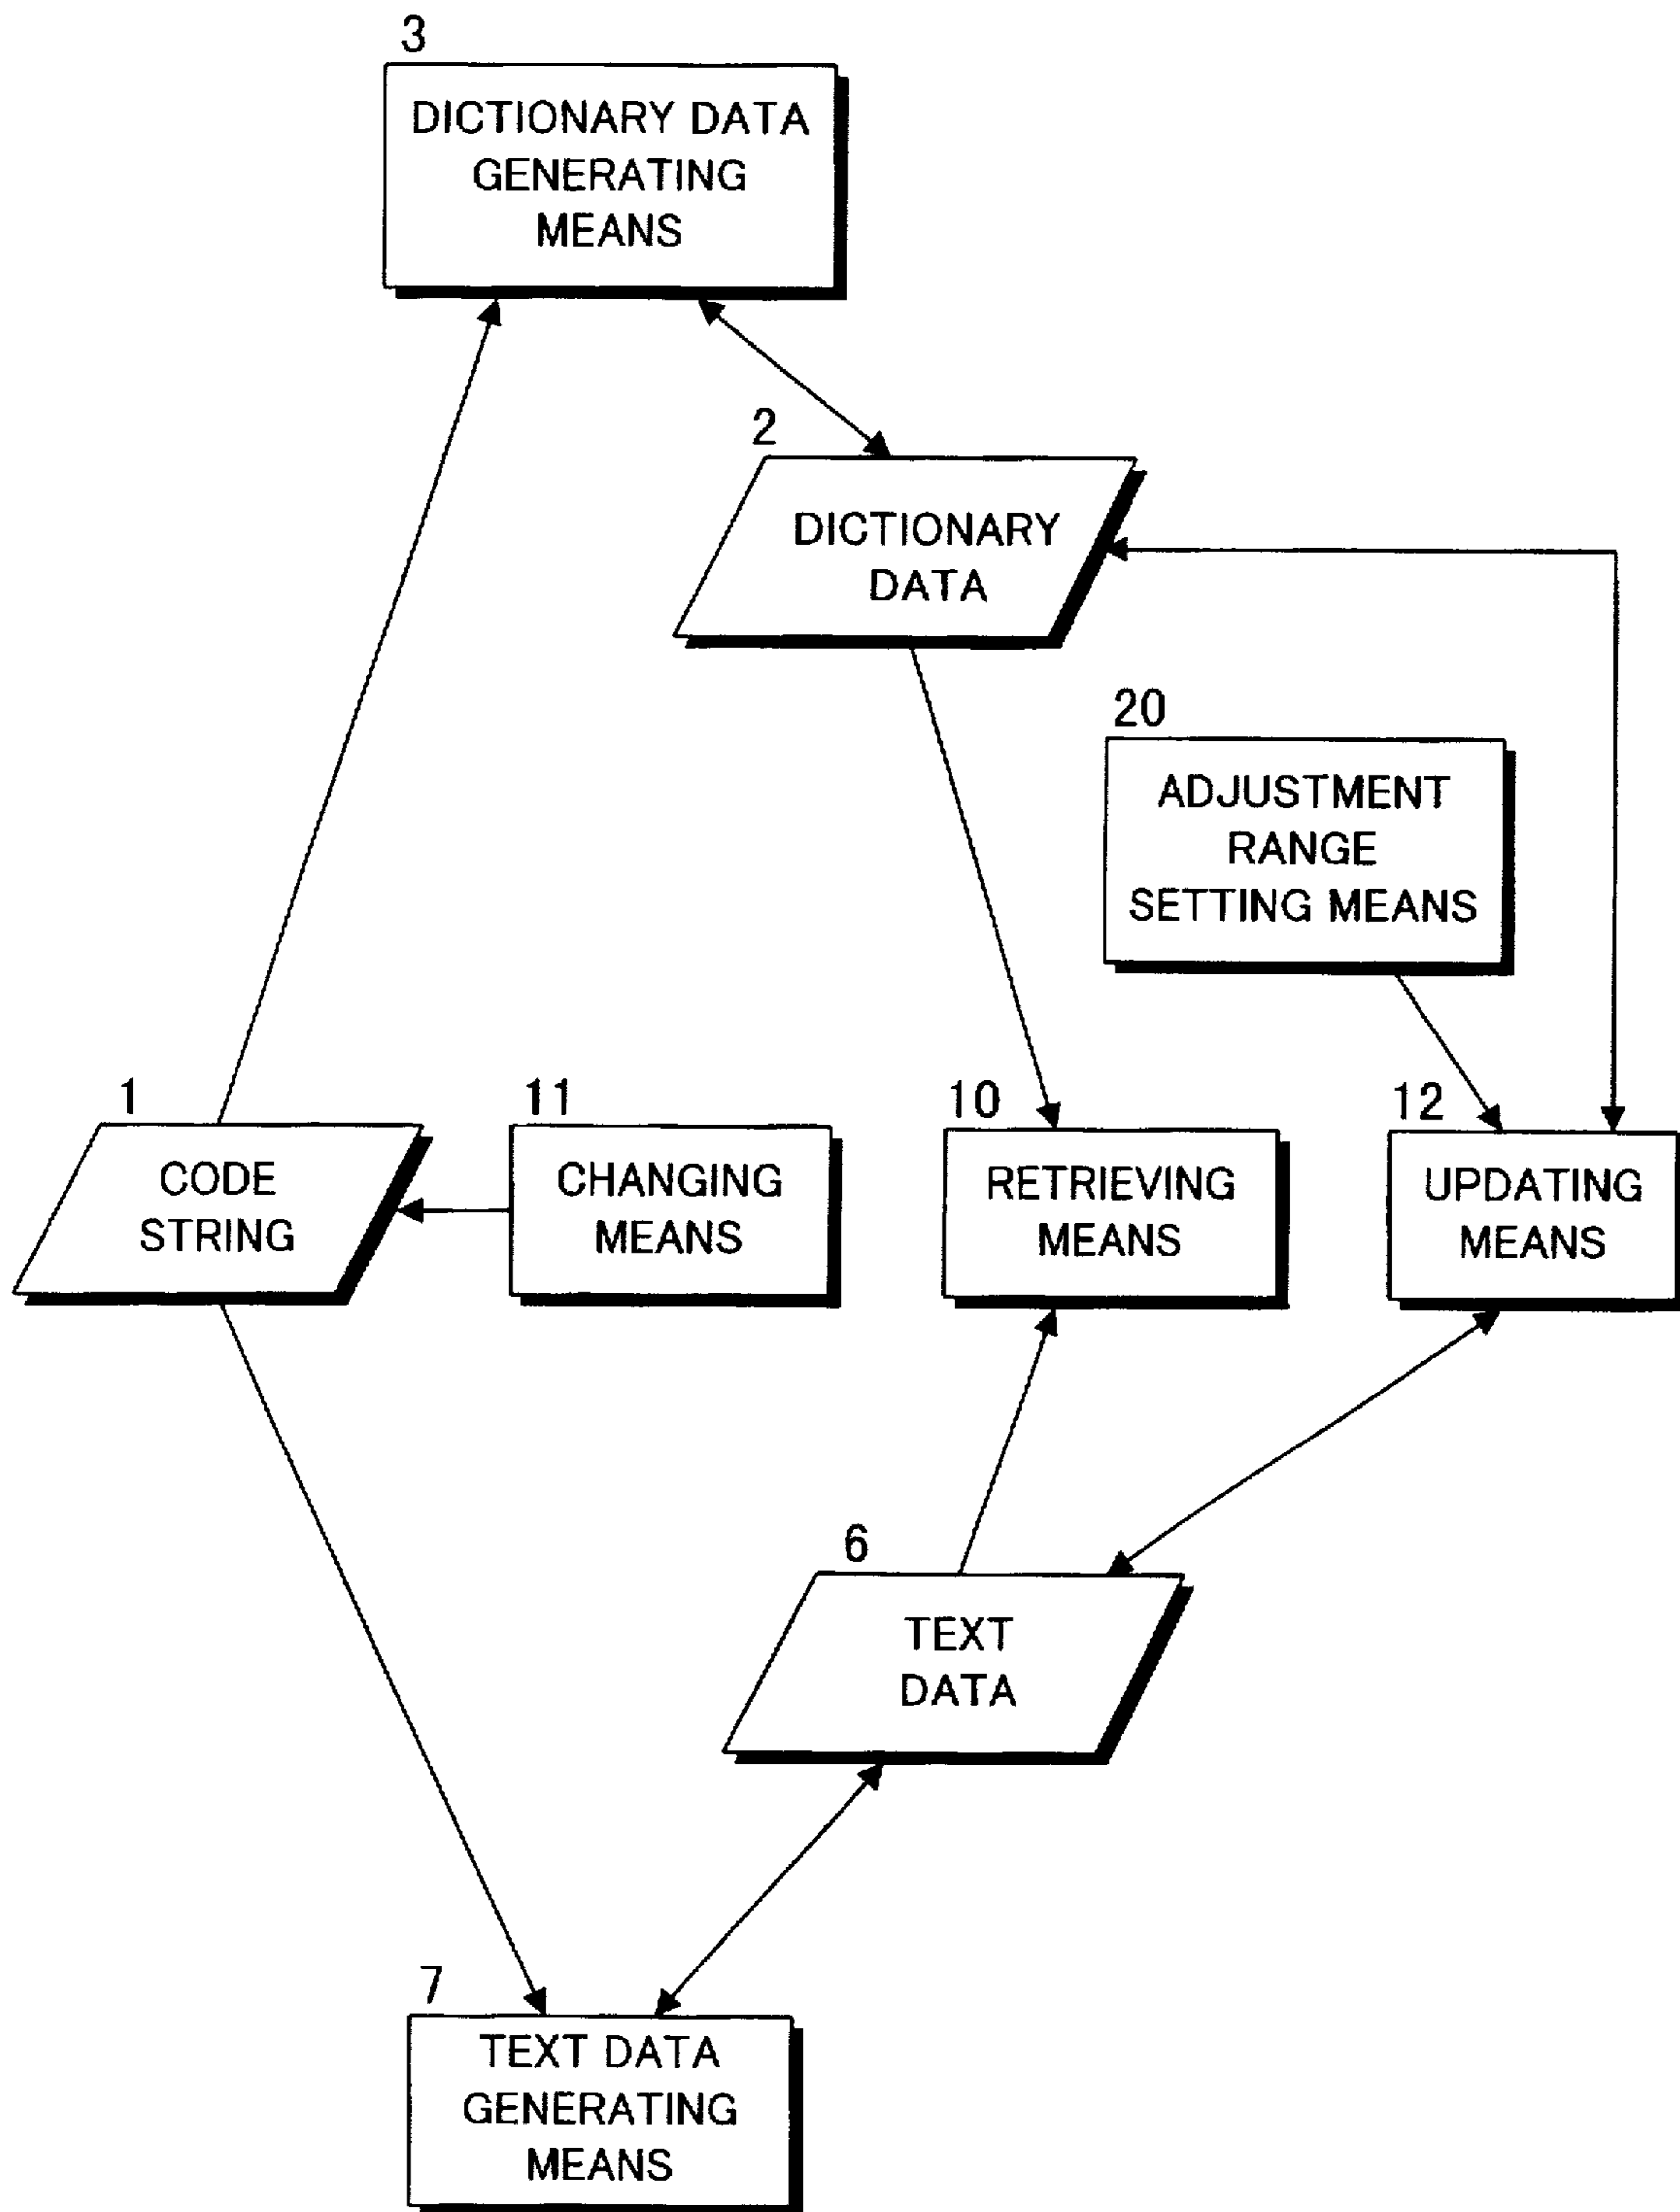 3
DICTIONARY DATA
GENERATING
MEANS
2
DICTIONARY
DATA
20
ADJUSTMENT
RANGE
SETTING MEANS
1
CODE
STRING
11
CHANGING
MEANS
10
RETRIEVING
MEANS
12
UPDATING
MEANS
6
TEXT
DATA
7
TEXT DATA
GENERATING
MEANS